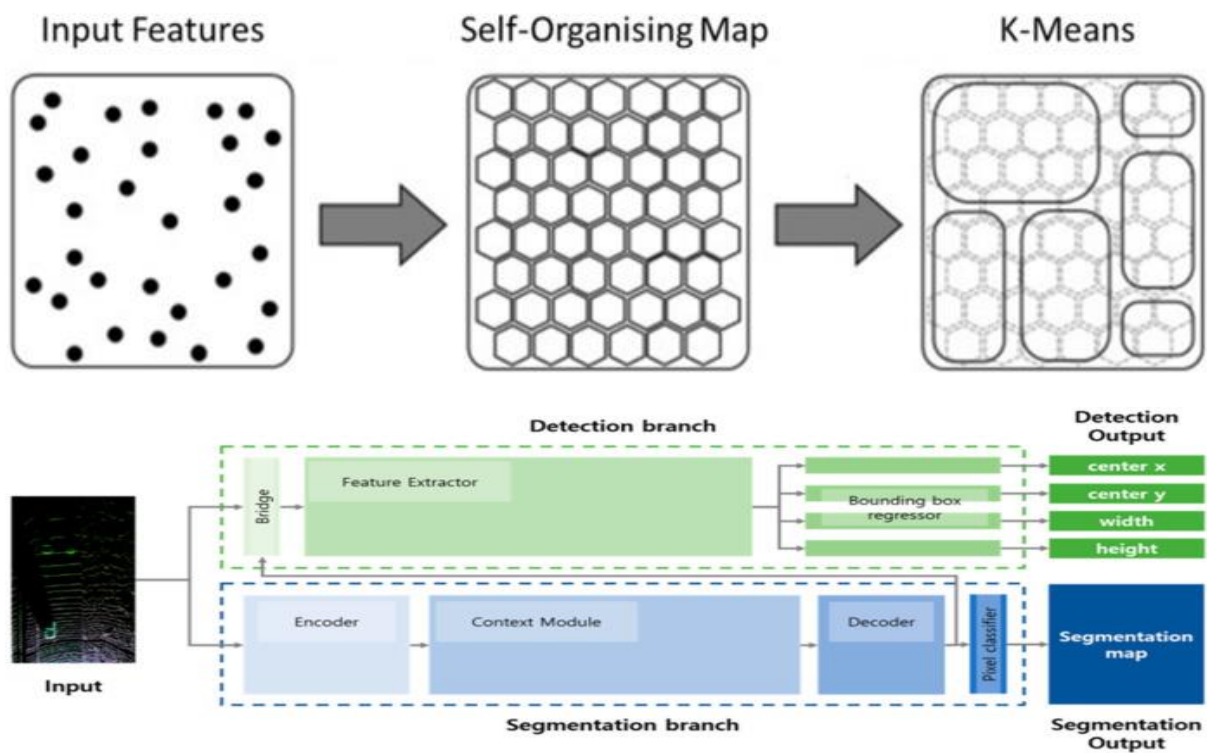 Input Features
Self-Organising Map
K-Means
Detection branch
Detection
Output
Bridge
Feature Extractor
Bounding box
regressor
center x
center y
width
height
Input
Encoder
Context Module
Decoder
Pixel classifier
Segmentation
map
Segmentation branch
Segmentation
Output